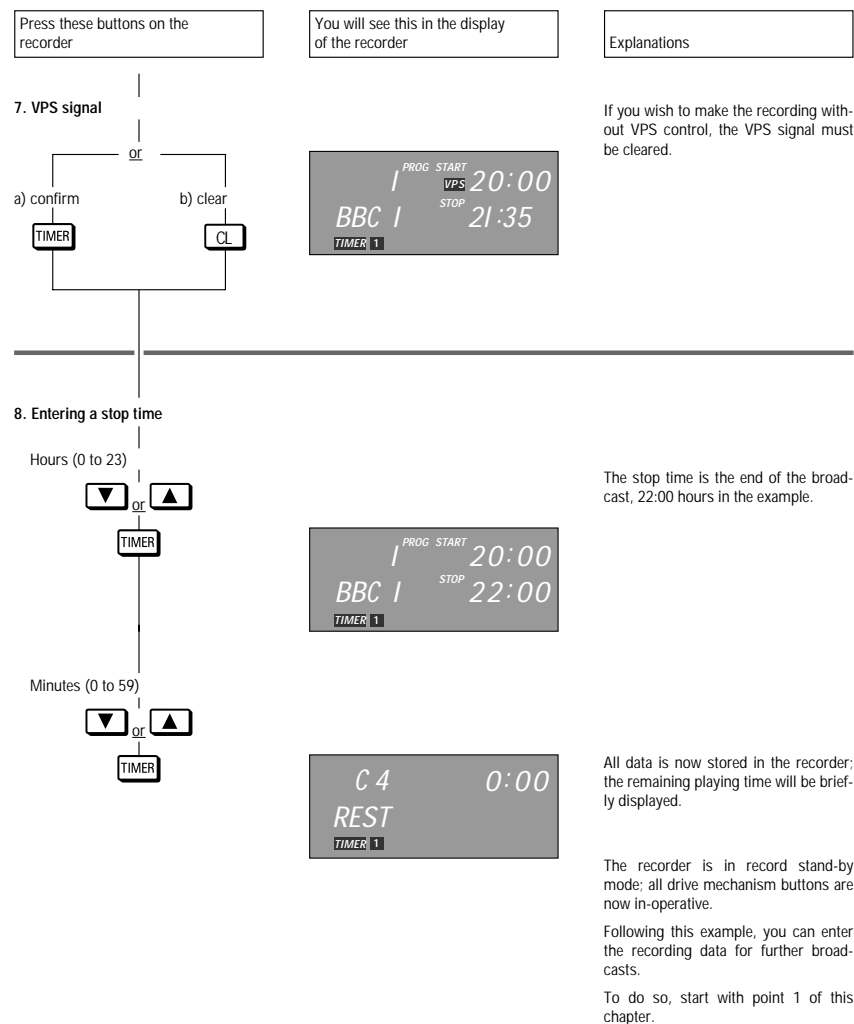 Press these buttons on the
recorder
You will see this in the display
of the recorder
Explanations
7. VPS signal
or
a) confirm
b) clear
TIMER
CL
1 PROG START VPS 20:00
BBC 1 STOP 21:35
TIMER 1
If you wish to make the recording with-
out VPS control, the VPS signal must
be cleared.
8. Entering a stop time
Hours (0 to 23)
▼ or ▲
TIMER
1 PROG START 20:00
BBC 1 STOP 22:00
TIMER 1
The stop time is the end of the broad-
cast, 22:00 hours in the example.
Minutes (0 to 59)
▼ or ▲
TIMER
C 4 0:00
REST
TIMER 1
All data is now stored in the recorder;
the remaining playing time will be brief-
ly displayed.
The recorder is in record stand-by
mode; all drive mechanism buttons are
now in-operative.
Following this example, you can enter
the recording data for further broad-
casts.
To do so, start with point 1 of this
chapter.